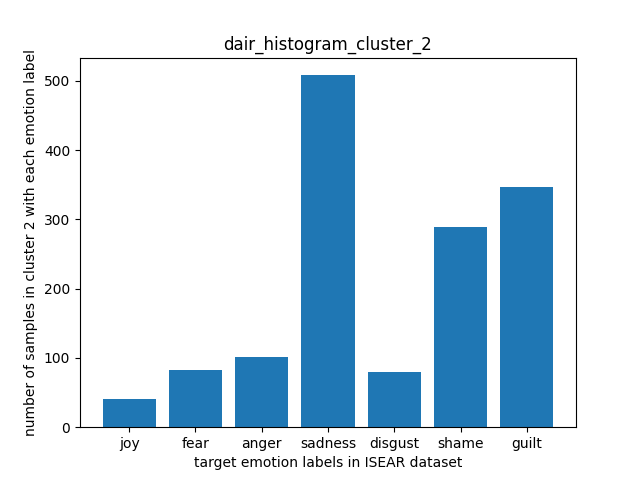 dair_histogram_cluster_2
number of samples in cluster 2 with each emotion label
500
400
300
200
100
0
joy fear anger sadness disgust shame guilt
target emotion labels in ISEAR dataset